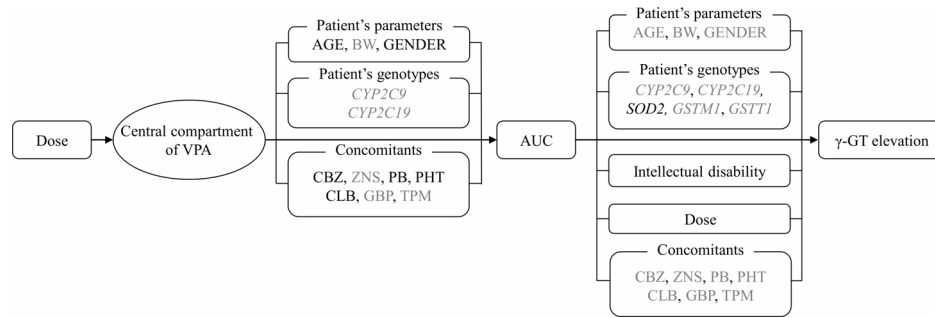 Dose
Central compartment
of VPA
Patient's parameters
AGE, BW, GENDER
Patient's genotypes
CYP2C9
CYP2C19
Concomitants
CBZ, ZNS, PB, PHT
CLB, GBP, TPM
AUC
Patient's parameters
AGE, BW, GENDER
Patient's genotypes
CYP2C9, CYP2C19,
SOD2, GSTM1, GSTT1
Intellectual disability
Dose
Concomitants
CBZ, ZNS, PB, PHT
CLB, GBP, TPM
γ-GT elevation